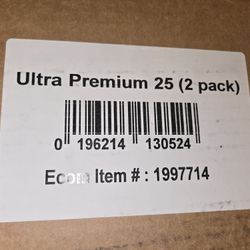 Ultra Premium 25 (2 pack)
0 196214 130524
Ecom Item # : 1997714